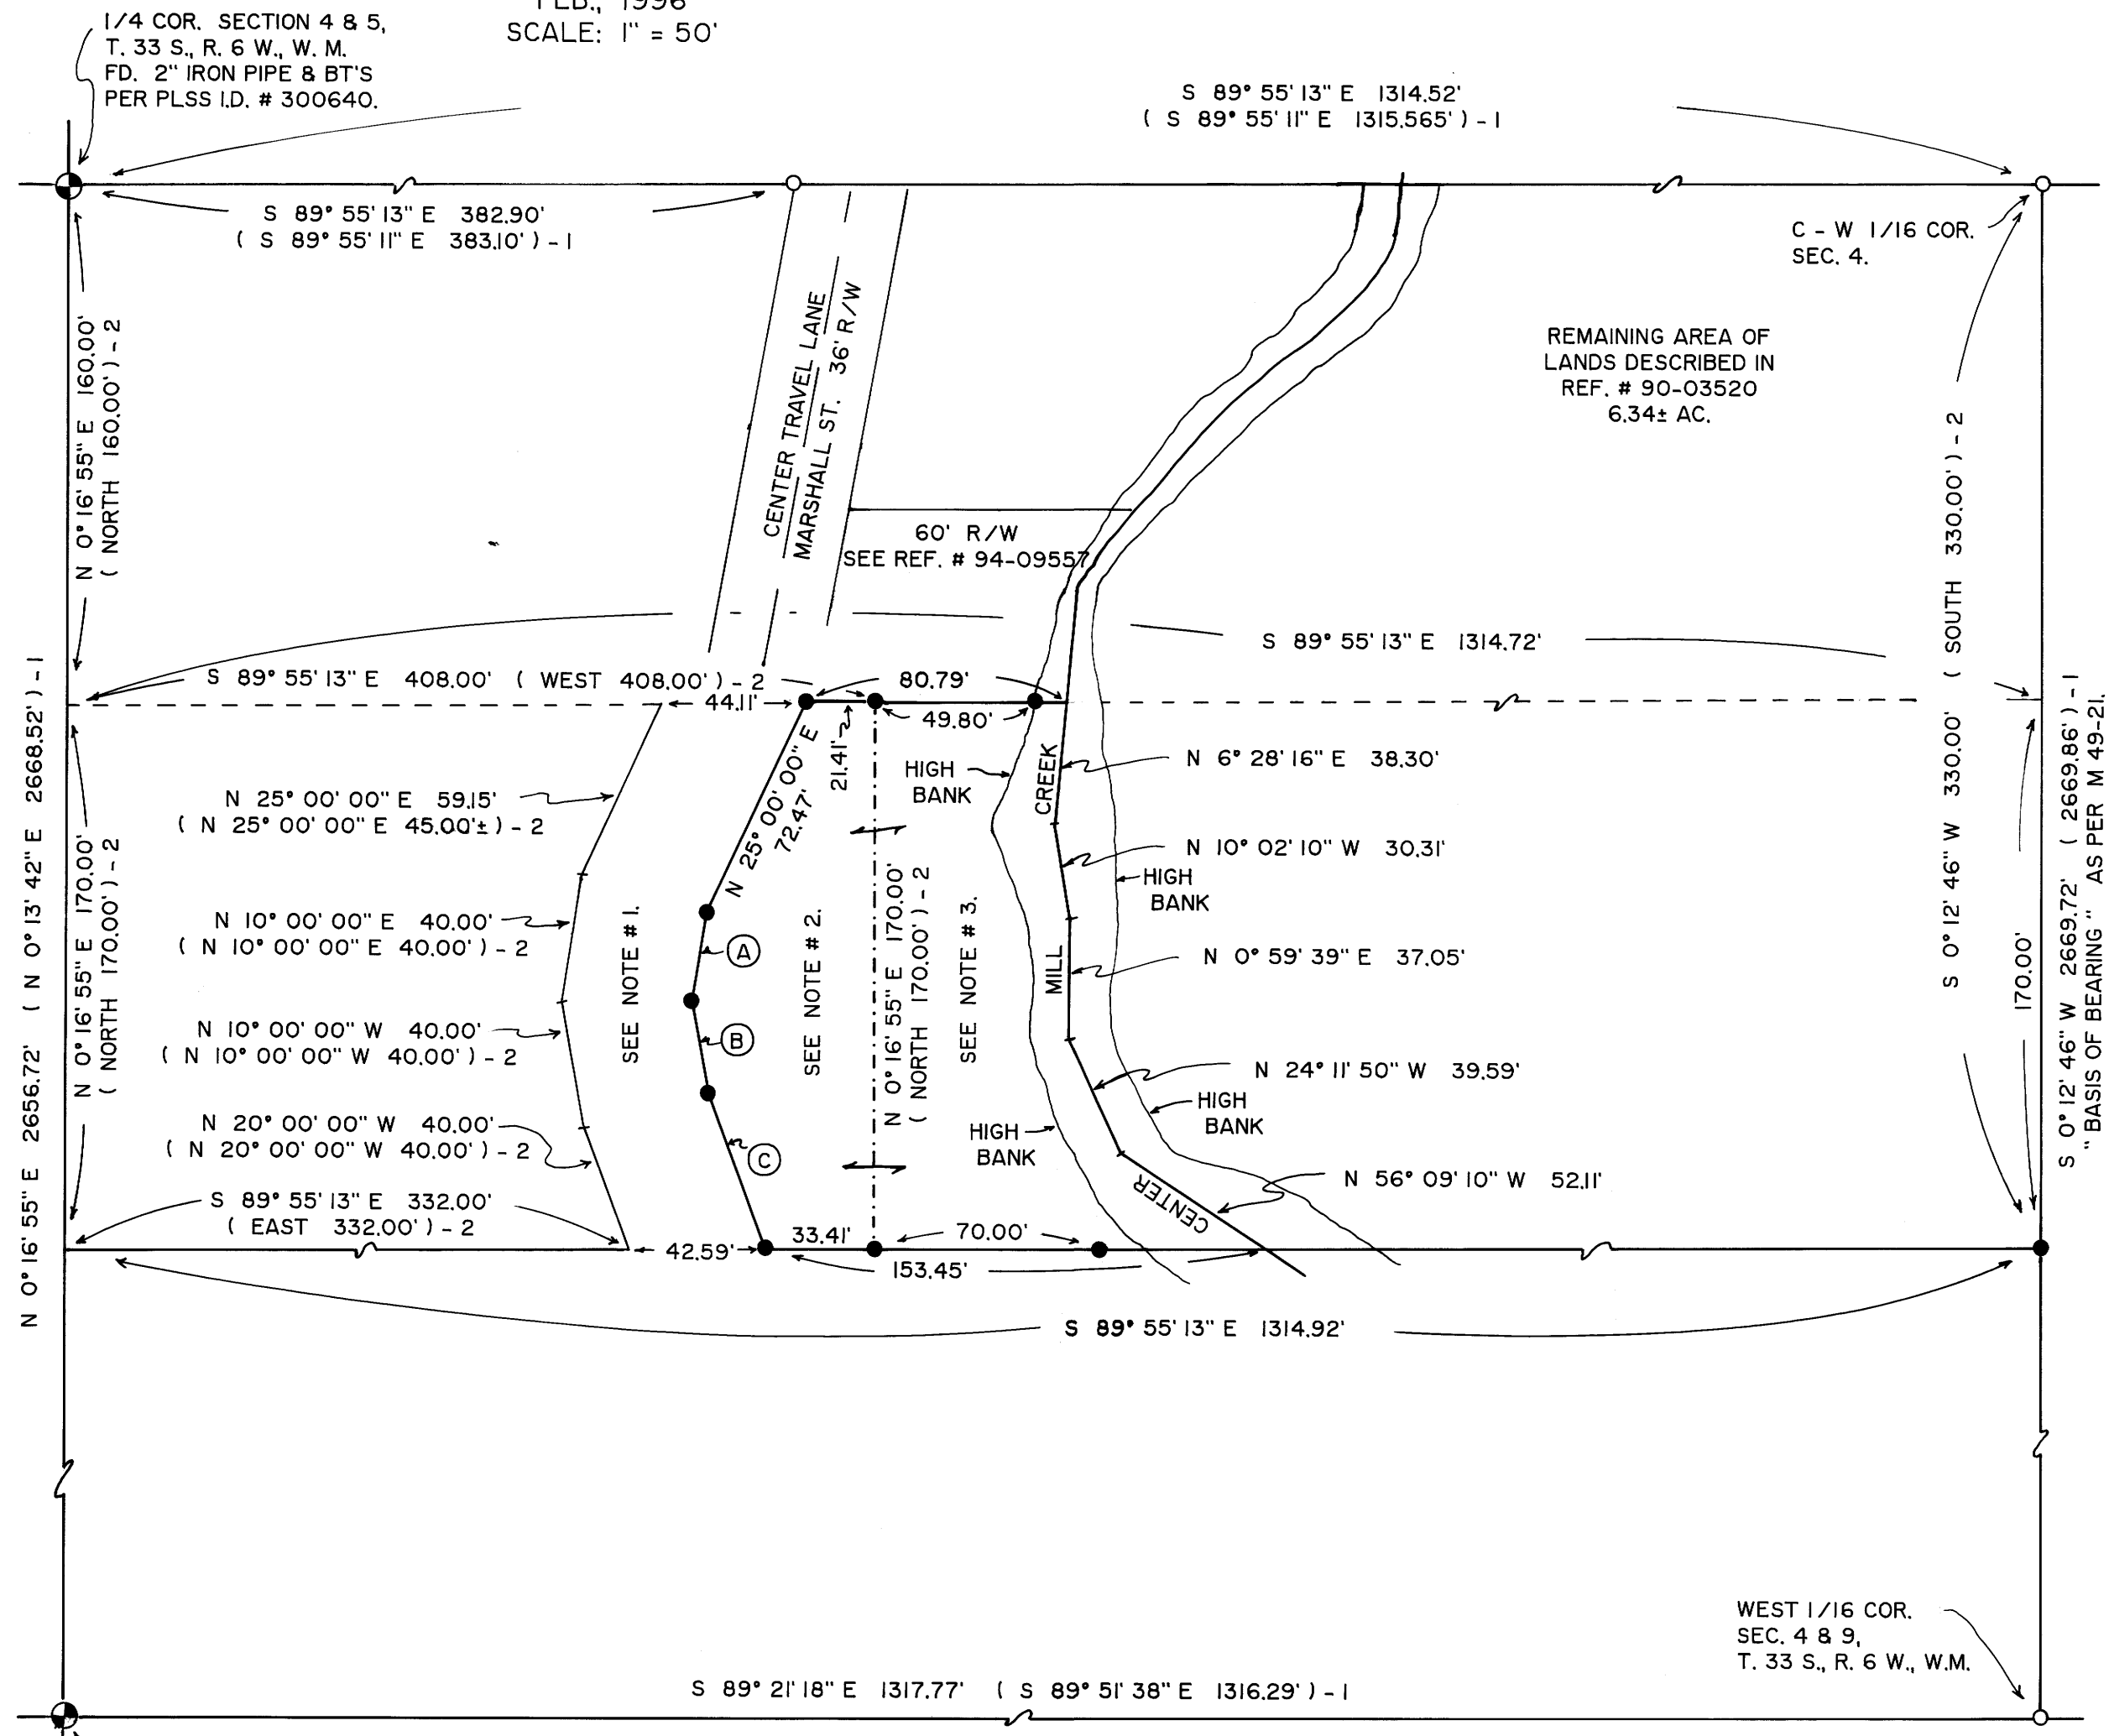 FEB., 1996
SCALE: 1" = 50'
1/4 COR. SECTION 4 & 5,
T. 33 S., R. 6 W., W. M.
FD. 2" IRON PIPE & BT'S
PER PLSS I.D. # 300640.
S 89° 55' 13" E 1314.52'
( S 89° 55' 11" E 1315.565' ) - 1
S 89° 55' 13" E 382.90'
( S 89° 55' 11" E 383.10' ) - 1
C - W 1/16 COR.
SEC. 4.
N 0° 16' 55" E 160.00'
( NORTH 160.00' ) - 2
CENTER TRAVEL LANE
MARSHALL ST. 36' R/W
REMAINING AREA OF
LANDS DESCRIBED IN
REF. # 90-03520
6.34± AC.
60' R/W
SEE REF. # 94-09557
S 0° 12' 46" W 330.00' ( SOUTH 330.00' ) - 2
S 89° 55' 13" E 1314.72'
S 89° 55' 13" E 408.00' ( WEST 408.00' ) - 2
80.79'
44.11'
49.80'
21.41'
N 25° 00' 00" E
72.47'
HIGH
BANK
CREEK
N 6° 28' 16" E 38.30'
N 25° 00' 00" E 59.15'
( N 25° 00' 00" E 45.00'± ) - 2
N 10° 02' 10" W 30.31'
HIGH
BANK
N 0° 16' 55" E 2656.72' ( N 0° 13' 42" E 2668.52' ) - 1
N 0° 16' 55" E 170.00'
( NORTH 170.00' ) - 2
N 10° 00' 00" E 40.00'
( N 10° 00' 00" E 40.00' ) - 2
SEE NOTE # 1.
A
SEE NOTE # 2.
N 0° 16' 55" E 170.00'
( NORTH 170.00' ) - 2
SEE NOTE # 3.
MILL
N 0° 59' 39" E 37.05'
170.00'
S 0° 12' 46" W 2669.72' ( 2669.86' ) - 1
" BASIS OF BEARING " AS PER M 49-21.
N 10° 00' 00" W 40.00'
( N 10° 00' 00" W 40.00' ) - 2
B
N 24° 11' 50" W 39.59'
HIGH
BANK
N 20° 00' 00" W 40.00'
( N 20° 00' 00" W 40.00' ) - 2
C
HIGH
BANK
N 56° 09' 10" W 52.11'
CENTER
S 89° 55' 13" E 332.00'
( EAST 332.00' ) - 2
42.59'
33.41'
70.00'
153.45'
S 89° 55' 13" E 1314.92'
WEST 1/16 COR.
SEC. 4 & 9,
T. 33 S., R. 6 W., W.M.
S 89° 21' 18" E 1317.77' ( S 89° 51' 38" E 1316.29' ) - 1